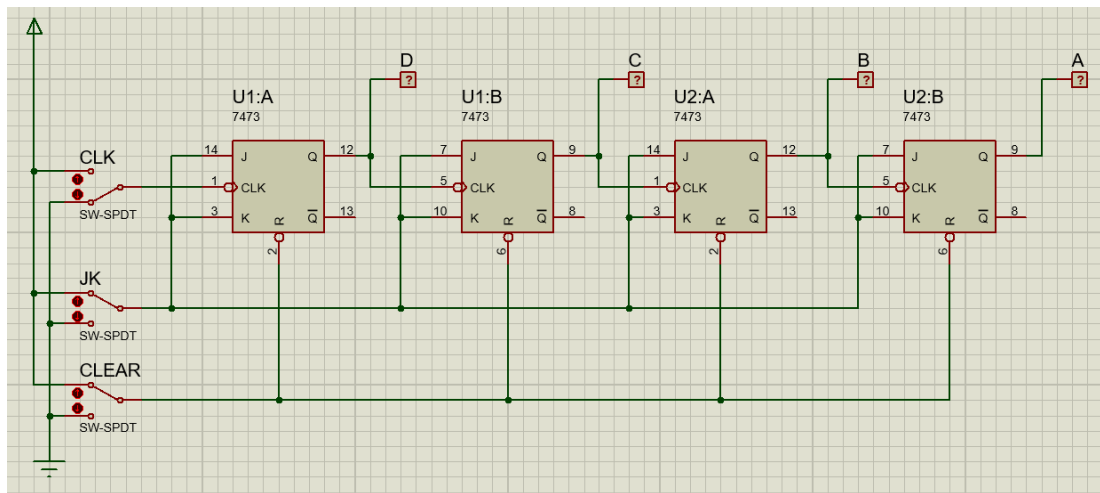 D
C
B
A
U1:A
U1:B
U2:A
U2:B
7473
7473
7473
7473
?
?
?
?
CLK
SW-SPDT
14
J
Q
12
1
CLK
3
K
R
Q
13
2
7
J
Q
9
5
CLK
10
K
R
Q
8
6
14
J
Q
12
1
CLK
3
K
R
Q
13
2
7
J
Q
9
5
CLK
10
K
R
Q
8
6
JK
SW-SPDT
CLEAR
SW-SPDT